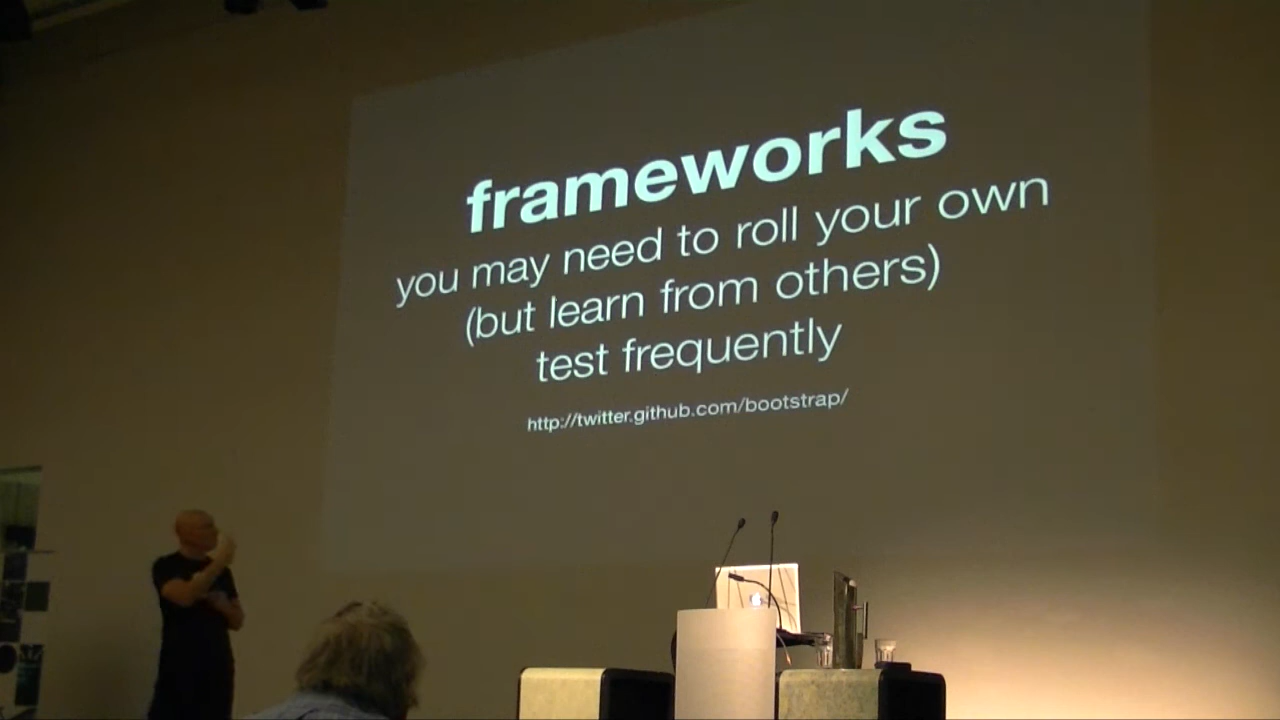 frameworks
you may need to roll your own
(but learn from others)
test frequently
http://twitter.github.com/bootstrap/